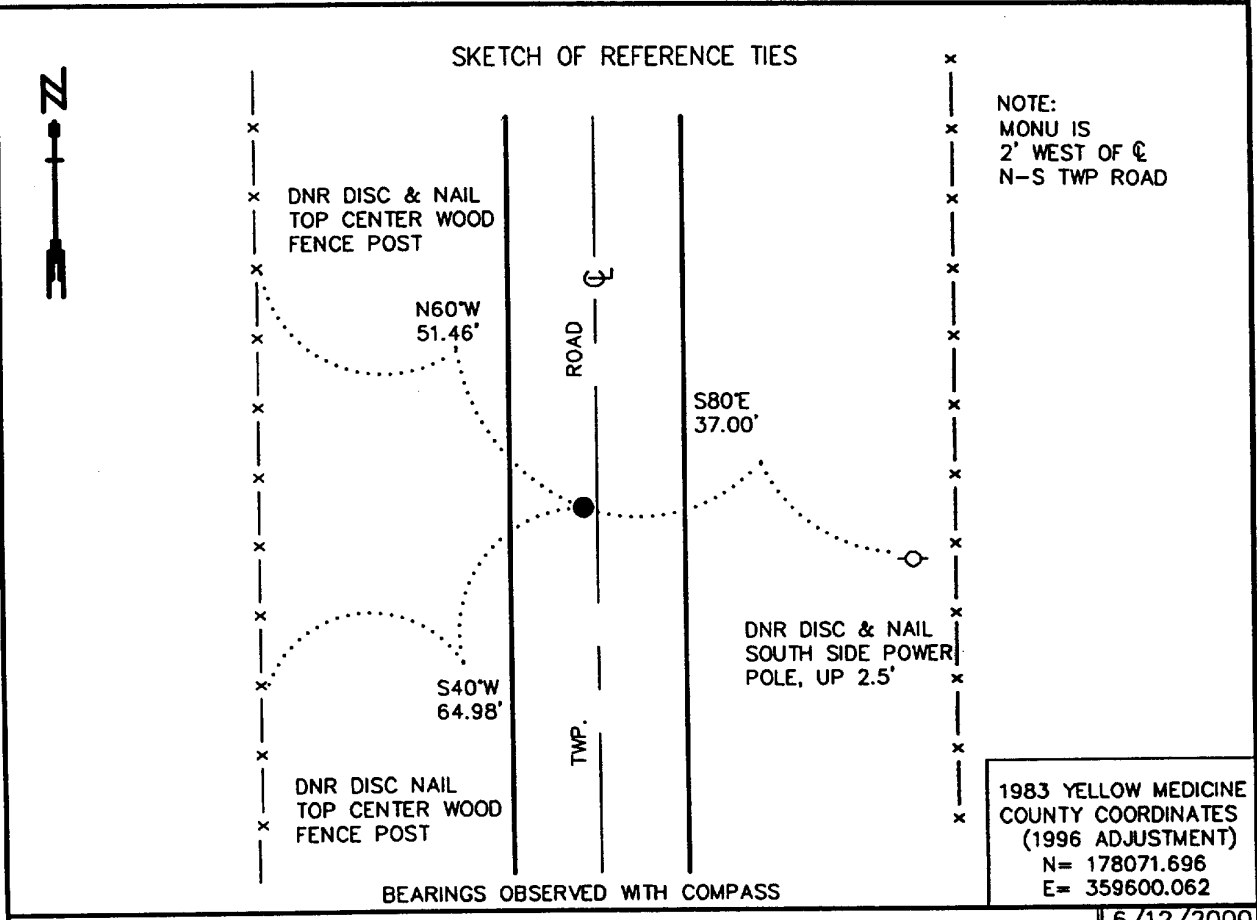 SKETCH OF REFERENCE TIES
N
NOTE:
MONU IS
2' WEST OF ℄
N-S TWP ROAD
DNR DISC & NAIL
TOP CENTER WOOD
FENCE POST
N60°W
51.46'
℄
ROAD
S80°E
37.00'
S40°W
64.98'
DNR DISC & NAIL
SOUTH SIDE POWER
POLE, UP 2.5'
TWP.
DNR DISC NAIL
TOP CENTER WOOD
FENCE POST
1983 YELLOW MEDICINE
COUNTY COORDINATES
(1996 ADJUSTMENT)
N= 178071.696
E= 359600.062
BEARINGS OBSERVED WITH COMPASS
6/12/2000